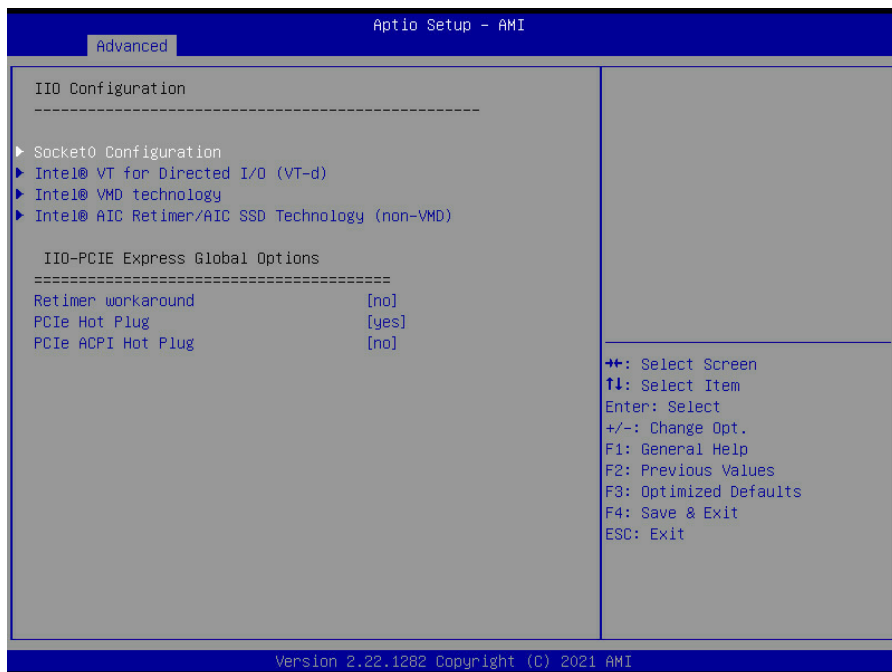 Aptio Setup - AMI
Advanced
IIO Configuration
--------------------------------------------------
Socket0 Configuration
Intel® VT for Directed I/O (VT-d)
Intel® VMD technology
Intel® AIC Retimer/AIC SSD Technology (non-VMD)
IIO-PCIE Express Global Options
========================================
Retimer workaround [no]
PCIe Hot Plug [yes]
PCIe ACPI Hot Plug [no]
→←: Select Screen
↑↓: Select Item
Enter: Select
+/-: Change Opt.
F1: General Help
F2: Previous Values
F3: Optimized Defaults
F4: Save & Exit
ESC: Exit
Version 2.22.1282 Copyright (C) 2021 AMI